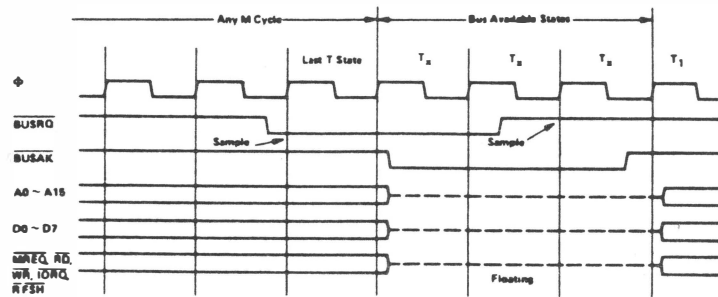 Any M Cycle
Bus Available States
Last T State
Tx
Tx
Tx
T1
Φ
BUSRQ
Sample
Sample
BUSAK
A0 ~ A15
D0 ~ D7
MREQ, RD,
WR, IORQ,
RFSH
Floating